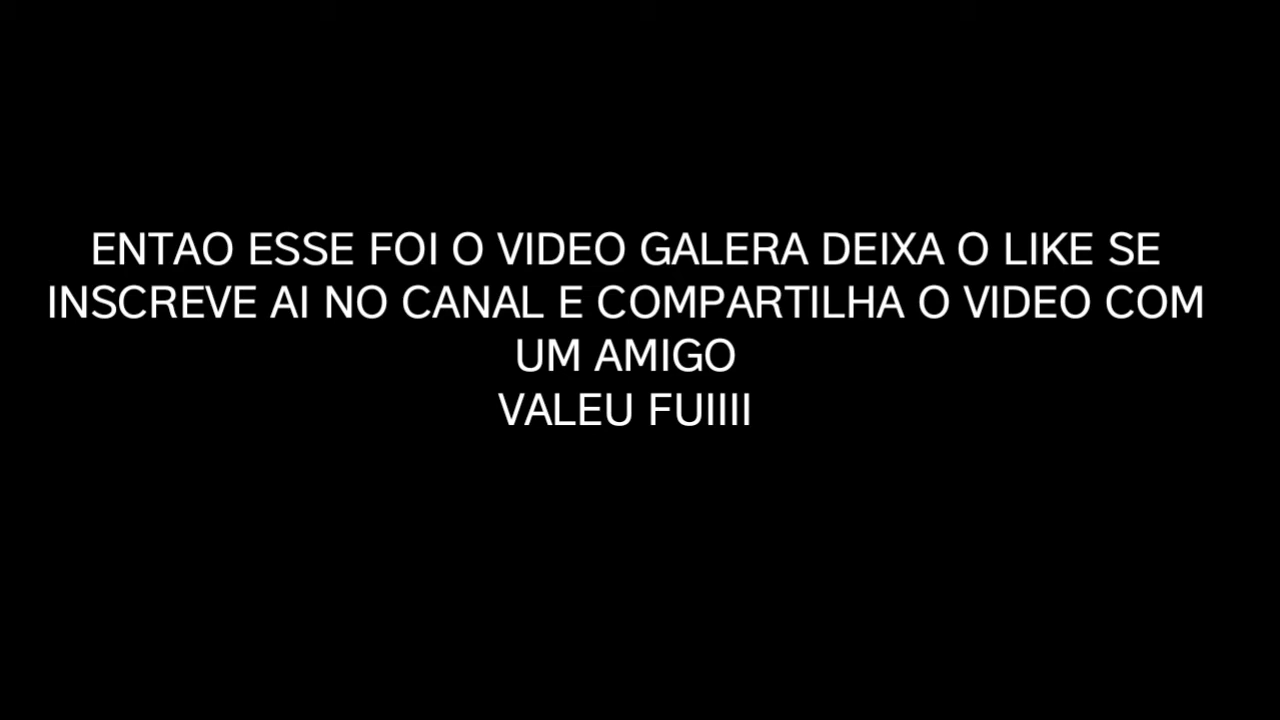 ENTAO ESSE FOI O VIDEO GALERA DEIXA O LIKE SE
INSCREVE AI NO CANAL E COMPARTILHA O VIDEO COM
UM AMIGO
VALEU FUIIII